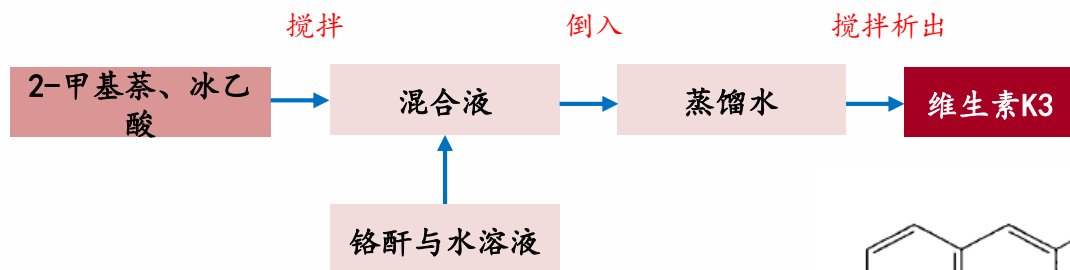 搅拌
倒入
搅拌析出
2-甲基萘、冰乙
酸
混合液
蒸馏水
维生素K3
铬酐与水溶液